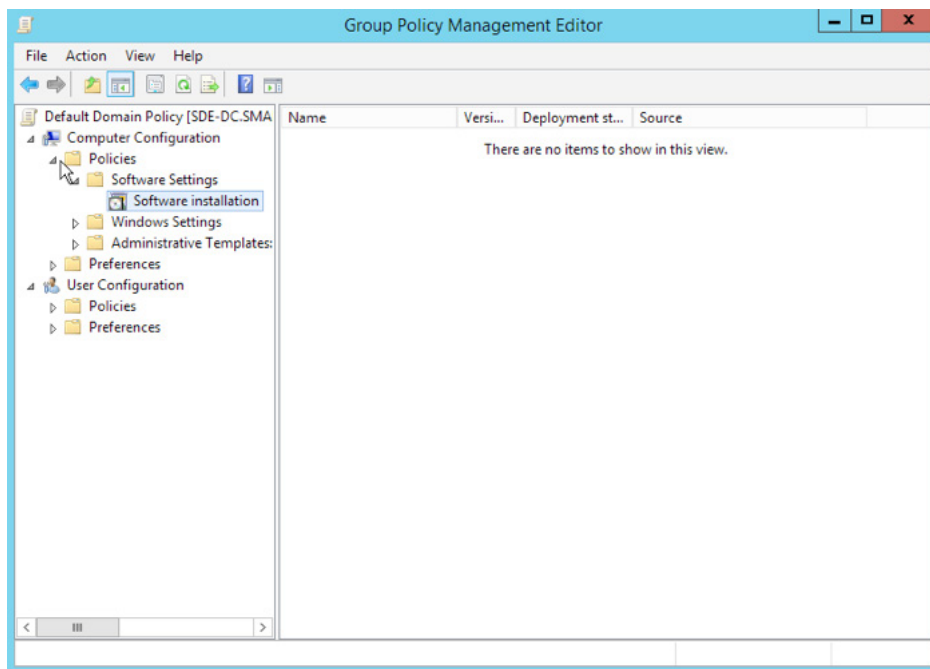 Group Policy Management Editor
File Action View Help
Default Domain Policy [SDE-DC.SMA
Name Versi... Deployment st... Source
Computer Configuration
There are no items to show in this view.
Policies
Software Settings
Software installation
Windows Settings
Administrative Templates:
Preferences
User Configuration
Policies
Preferences